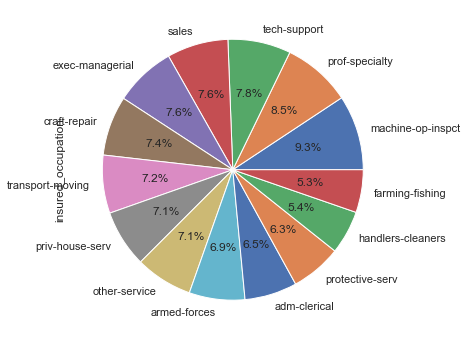 tech-support
sales
prof-specialty
exec-managerial
7.8%
7.6%
8.5%
7.6%
craft-repair
machine-op-inspct
7.4%
9.3%
insured_occupation
transport-moving
7.2%
5.3%
farming-fishing
7.1%
5.4%
7.1%
6.3%
handlers-cleaners
priv-house-serv
6.9%
6.5%
protective-serv
other-service
adm-clerical
armed-forces